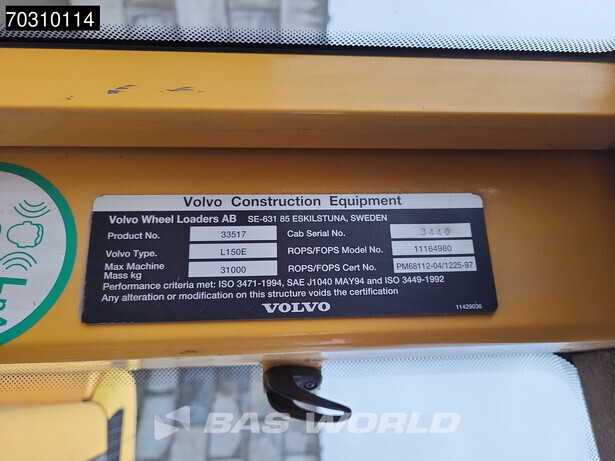 70310114
Volvo Construction Equipment
Volvo Wheel Loaders AB SE-631 85 ESKILSTUNA, SWEDEN
Product No. 33517 Cab Serial No. 3440
Volvo Type. L150E ROPS/FOPS Model No. 11164980
Max Machine Mass kg 31000 ROPS/FOPS Cert No. PM68112-04/1225-97
Performance criteria met: ISO 3471-1994, SAE J1040 MAY94 and ISO 3449-1992
Any alteration or modification on this structure voids the certification
VOLVO
11429036
BAS WORLD